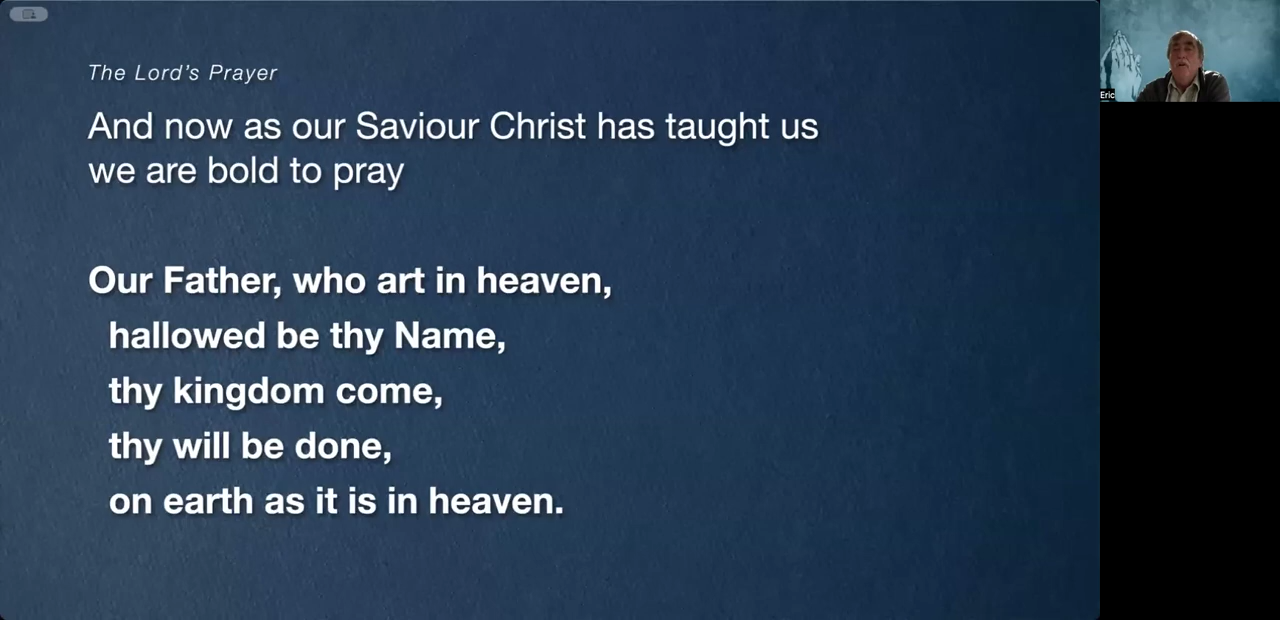 The Lord’s Prayer
And now as our Saviour Christ has taught us
we are bold to pray
Our Father, who art in heaven,
hallowed be thy Name,
thy kingdom come,
thy will be done,
on earth as it is in heaven.
Eric